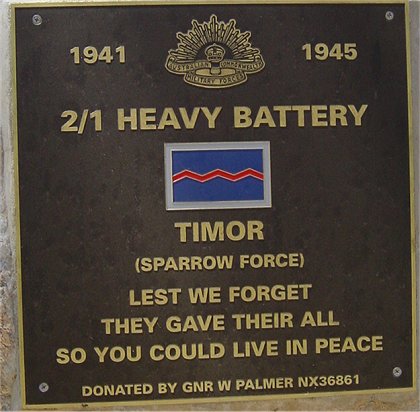 1941 1945
AUSTRALIAN COMMONWEALTH
MILITARY FORCES
2/1 HEAVY BATTERY
TIMOR
(SPARROW FORCE)
LEST WE FORGET
THEY GAVE THEIR ALL
SO YOU COULD LIVE IN PEACE
DONATED BY GNR W PALMER NX36861